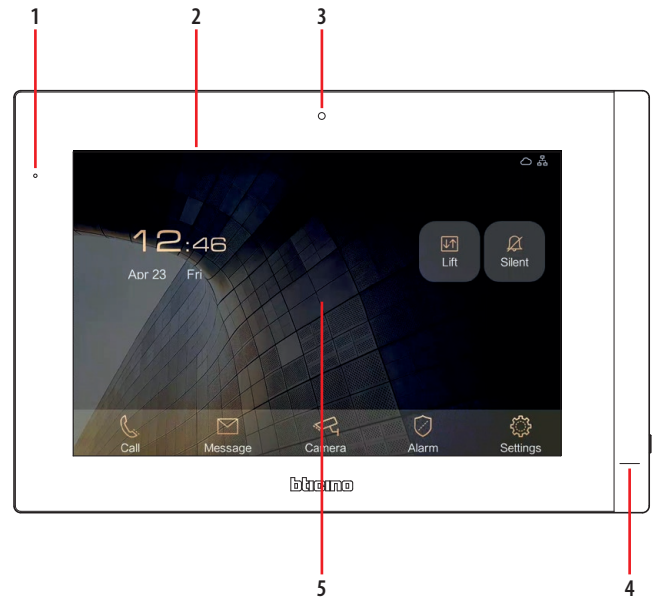 1
2
3
12:46
Apr 23 Fri
Lift
Silent
Call
Message
Camera
Alarm
Settings
bticino
5
4